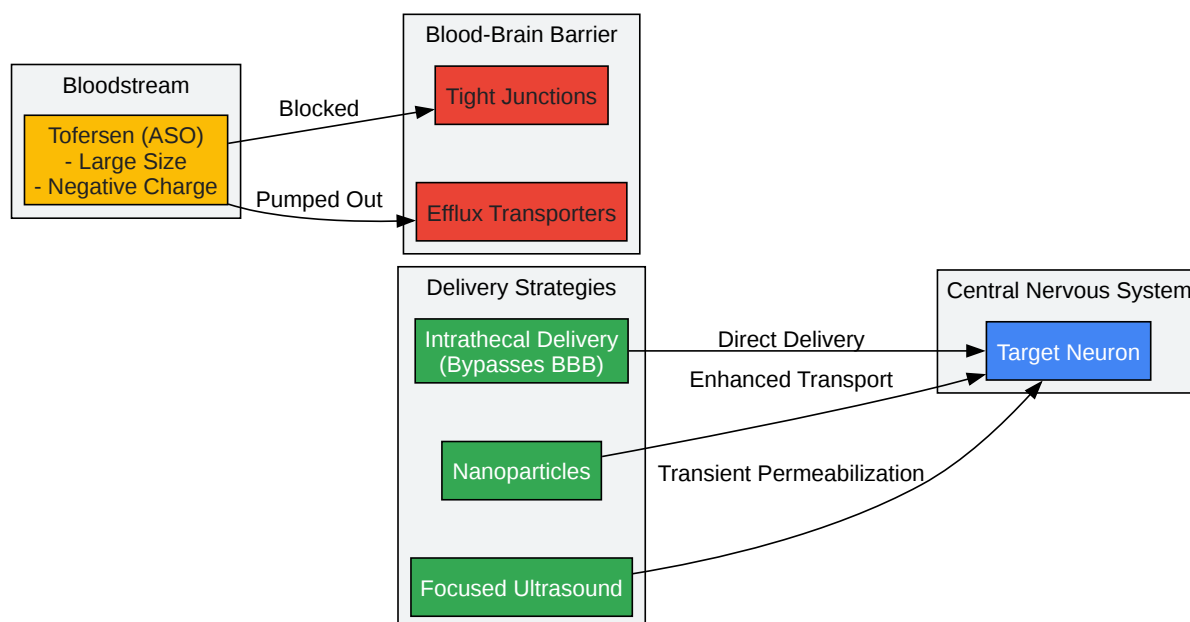 Blood-Brain Barrier
Bloodstream
Tight Junctions
Blocked
Tofersen (ASO)
- Large Size
- Negative Charge
Pumped Out
Efflux Transporters
Delivery Strategies
Central Nervous System
Intrathecal Delivery
(Bypasses BBB)
Direct Delivery
Target Neuron
Enhanced Transport
Nanoparticles
Transient Permeabilization
Focused Ultrasound